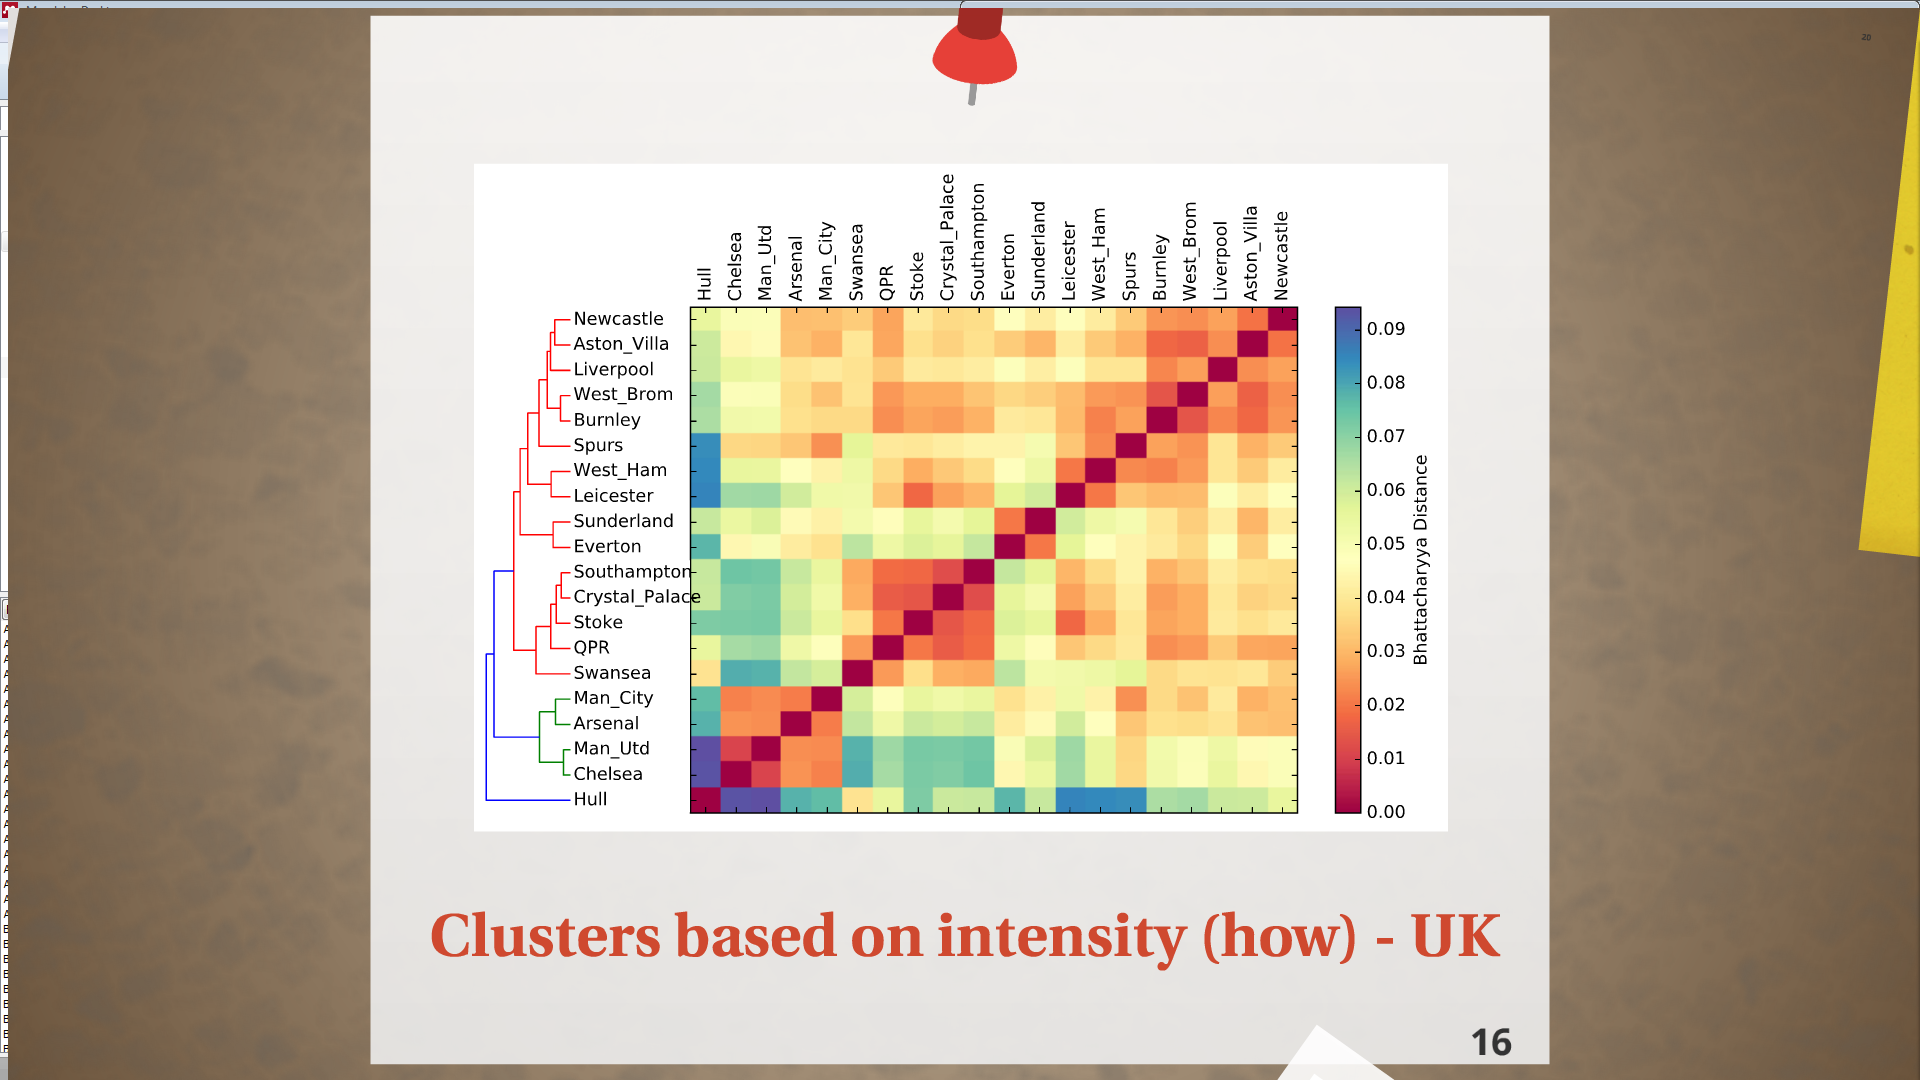 20
Hull
Chelsea
Man_Utd
Arsenal
Man_City
Swansea
QPR
Stoke
Crystal_Palace
Southampton
Everton
Sunderland
Leicester
West_Ham
Spurs
Burnley
West_Brom
Liverpool
Aston_Villa
Newcastle
Newcastle
Aston_Villa
Liverpool
West_Brom
Burnley
Spurs
West_Ham
Leicester
Sunderland
Everton
Southampton
Crystal_Palace
Stoke
QPR
Swansea
Man_City
Arsenal
Man_Utd
Chelsea
Hull
0.09
0.08
0.07
0.06
0.05
0.04
0.03
0.02
0.01
0.00
Bhattacharyya Distance
Clusters based on intensity (how) - UK
16